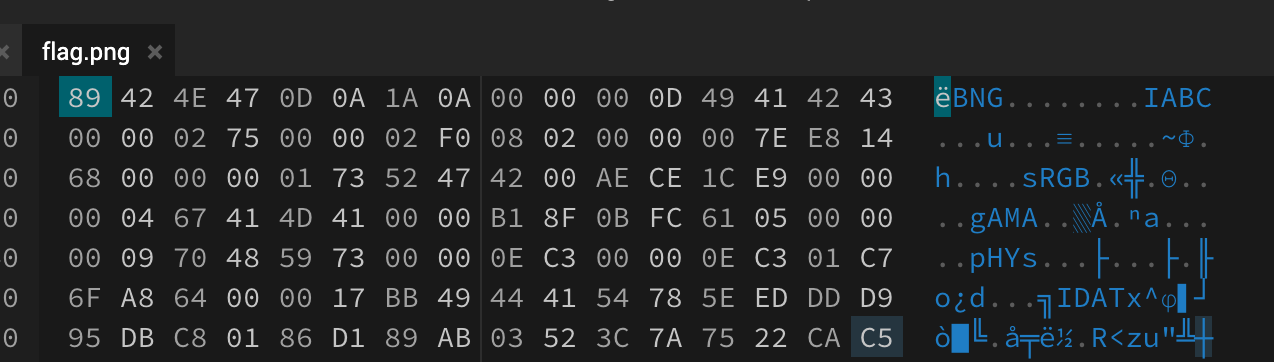 flag.png ×
0 89 42 4E 47 0D 0A 1A 0A 00 00 00 0D 49 41 42 43 ëBNG........IABC
0 00 00 02 75 00 00 02 F0 08 02 00 00 00 7E E8 14 ...u...≡.....~Φ.
0 68 00 00 00 01 73 52 47 42 00 AE CE 1C E9 00 00 h....sRGB.«╬.Θ..
0 00 04 67 41 4D 41 00 00 B1 8F 0B FC 61 05 00 00 ..gAMA..▒Å.ⁿa...
0 00 09 70 48 59 73 00 00 0E C3 00 00 0E C3 01 C7 ..pHYs...├...├.╟
0 6F A8 64 00 00 17 BB 49 44 41 54 78 5E ED DD D9 o¿d...╗IDATx^φ▌┘
0 95 DB C8 01 86 D1 89 AB 03 52 3C 7A 75 22 CA C5 ò█╚.å╤ë½.R<zu"╩┼